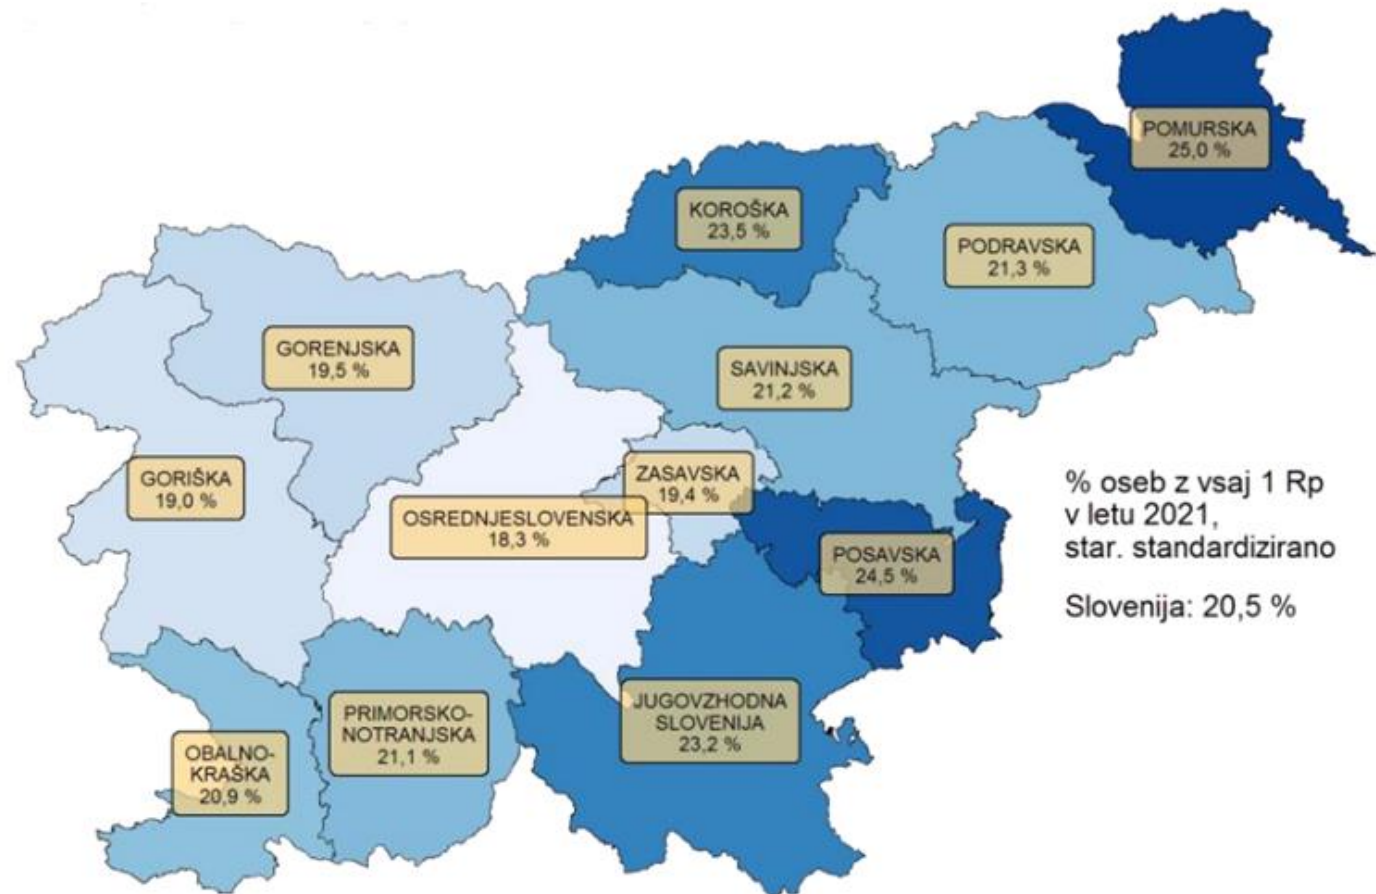 POMURSKA
25,0 %
KOROŠKA
23,5 %
PODRAVSKA
21,3 %
GORENJSKA
19,5 %
SAVINJSKA
21,2 %
GORIŠKA
19,0 %
ZASAVSKA
19,4 %
OSREDNJESLOVENSKA
18,3 %
POSAVSKA
24,5 %
% oseb z vsaj 1 Rp
v letu 2021,
star. standardizirano
Slovenija: 20,5 %
JUGOVZHODNA
SLOVENIJA
23,2 %
PRIMORSKO-
NOTRANJSKA
21,1 %
OBALNO-
KRAŠKA
20,9 %